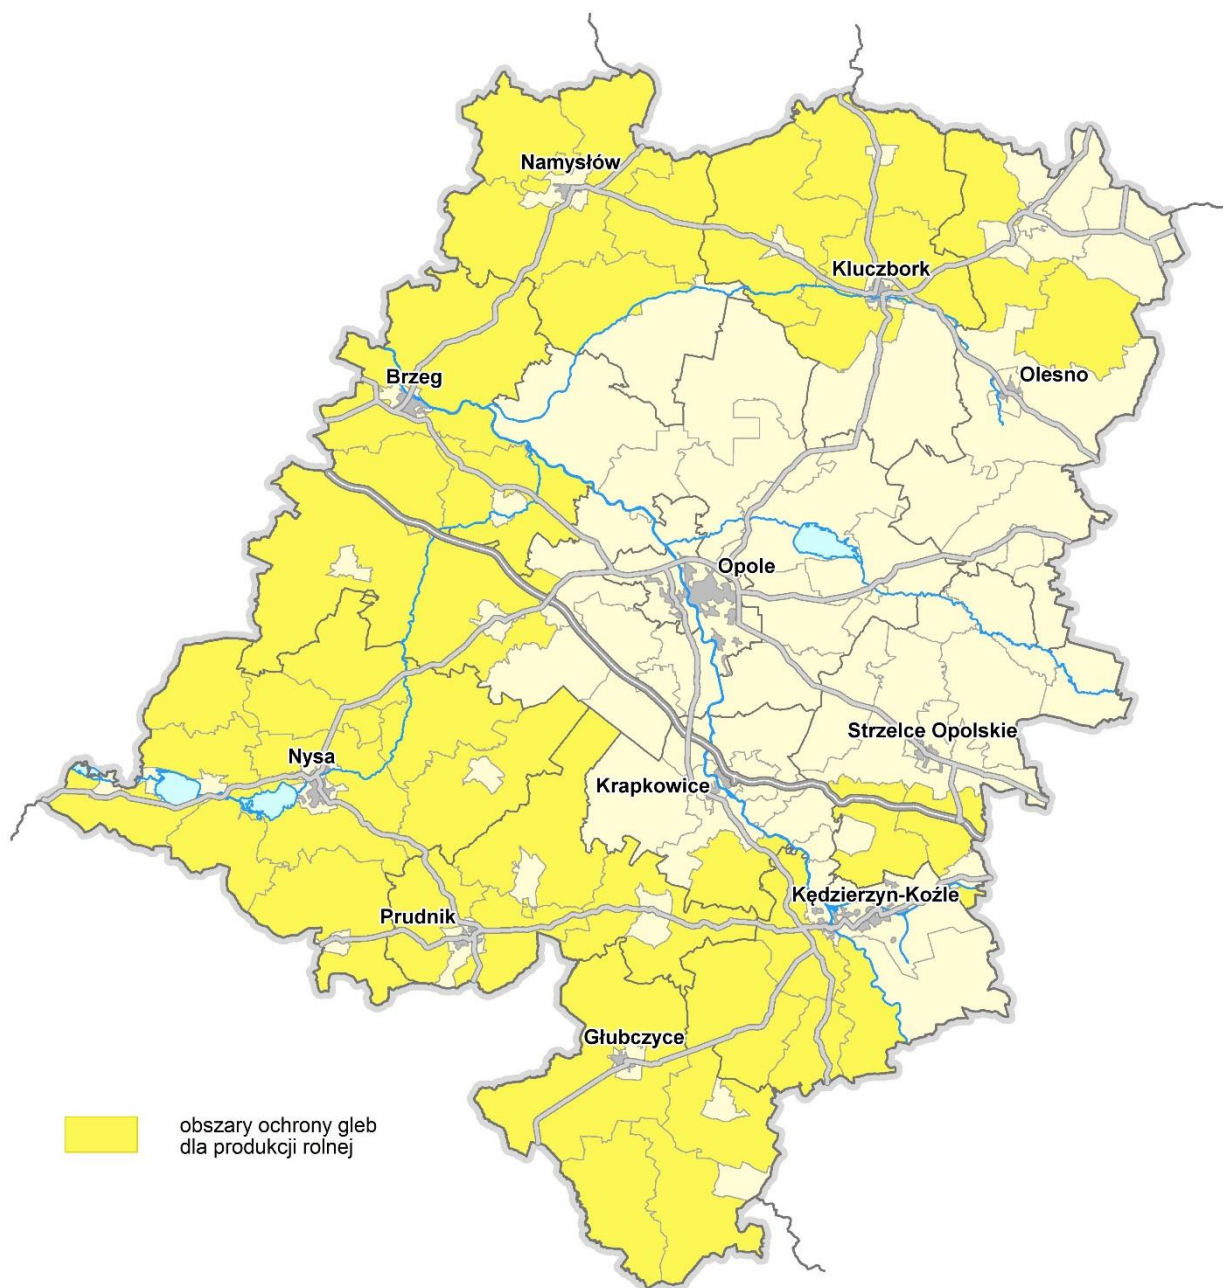 Namysłów
Kluczbork
Brzeg
Olesno
Opole
Strzelce Opolskie
Nysa
Krapkowice
Kędzierzyn-Koźle
Prudnik
Głubczyce
obszary ochrony gleb
dla produkcji rolnej